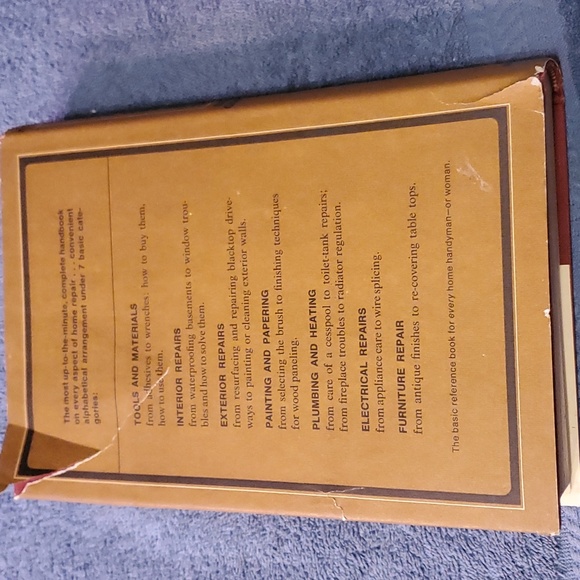 The most up-to-the-minute, complete handbook
on every aspect of home repair . . . convenient
alphabetical arrangement under 7 basic cate-
gories:
TOOLS AND MATERIALS
from adhesives to wrenches; how to buy them,
how to use them.
INTERIOR REPAIRS
from waterproofing basements to window trou-
bles and how to solve them.
EXTERIOR REPAIRS
from resurfacing and repairing blacktop drive-
ways to painting or cleaning exterior walls.
PAINTING AND PAPERING
from selecting the brush to finishing techniques
for wood paneling.
PLUMBING AND HEATING
from care of a cesspool to toilet-tank repairs;
from fireplace troubles to radiator regulation.
ELECTRICAL REPAIRS
from appliance care to wire splicing.
FURNITURE REPAIR
from antique finishes to re-covering table tops.
The basic reference book for every home handyman—or woman.